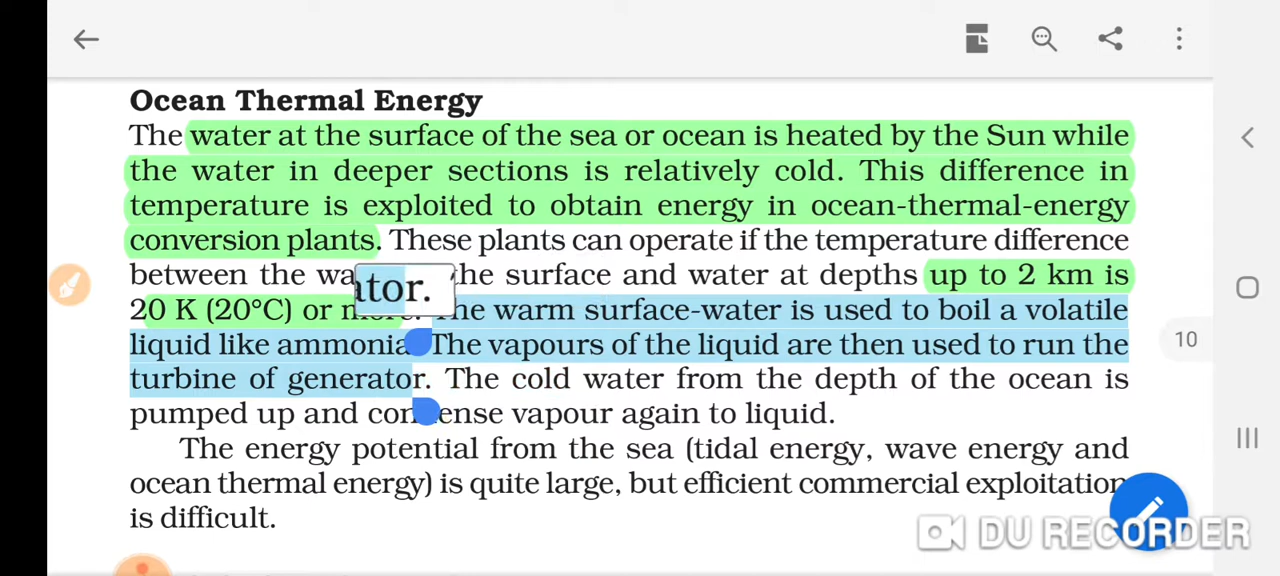 Ocean Thermal Energy
The water at the surface of the sea or ocean is heated by the Sun while
the water in deeper sections is relatively cold. This difference in
temperature is exploited to obtain energy in ocean-thermal-energy
conversion plants. These plants can operate if the temperature difference
between the wa the surface and water at depths up to 2 km is
ator.
20 K (20°C) or more. The warm surface-water is used to boil a volatile
liquid like ammonia The vapours of the liquid are then used to run the
10
turbine of generator. The cold water from the depth of the ocean is
pumped up and condense vapour again to liquid.
The energy potential from the sea (tidal energy, wave energy and
ocean thermal energy) is quite large, but efficient commercial exploitation
is difficult.
DU RECORDER